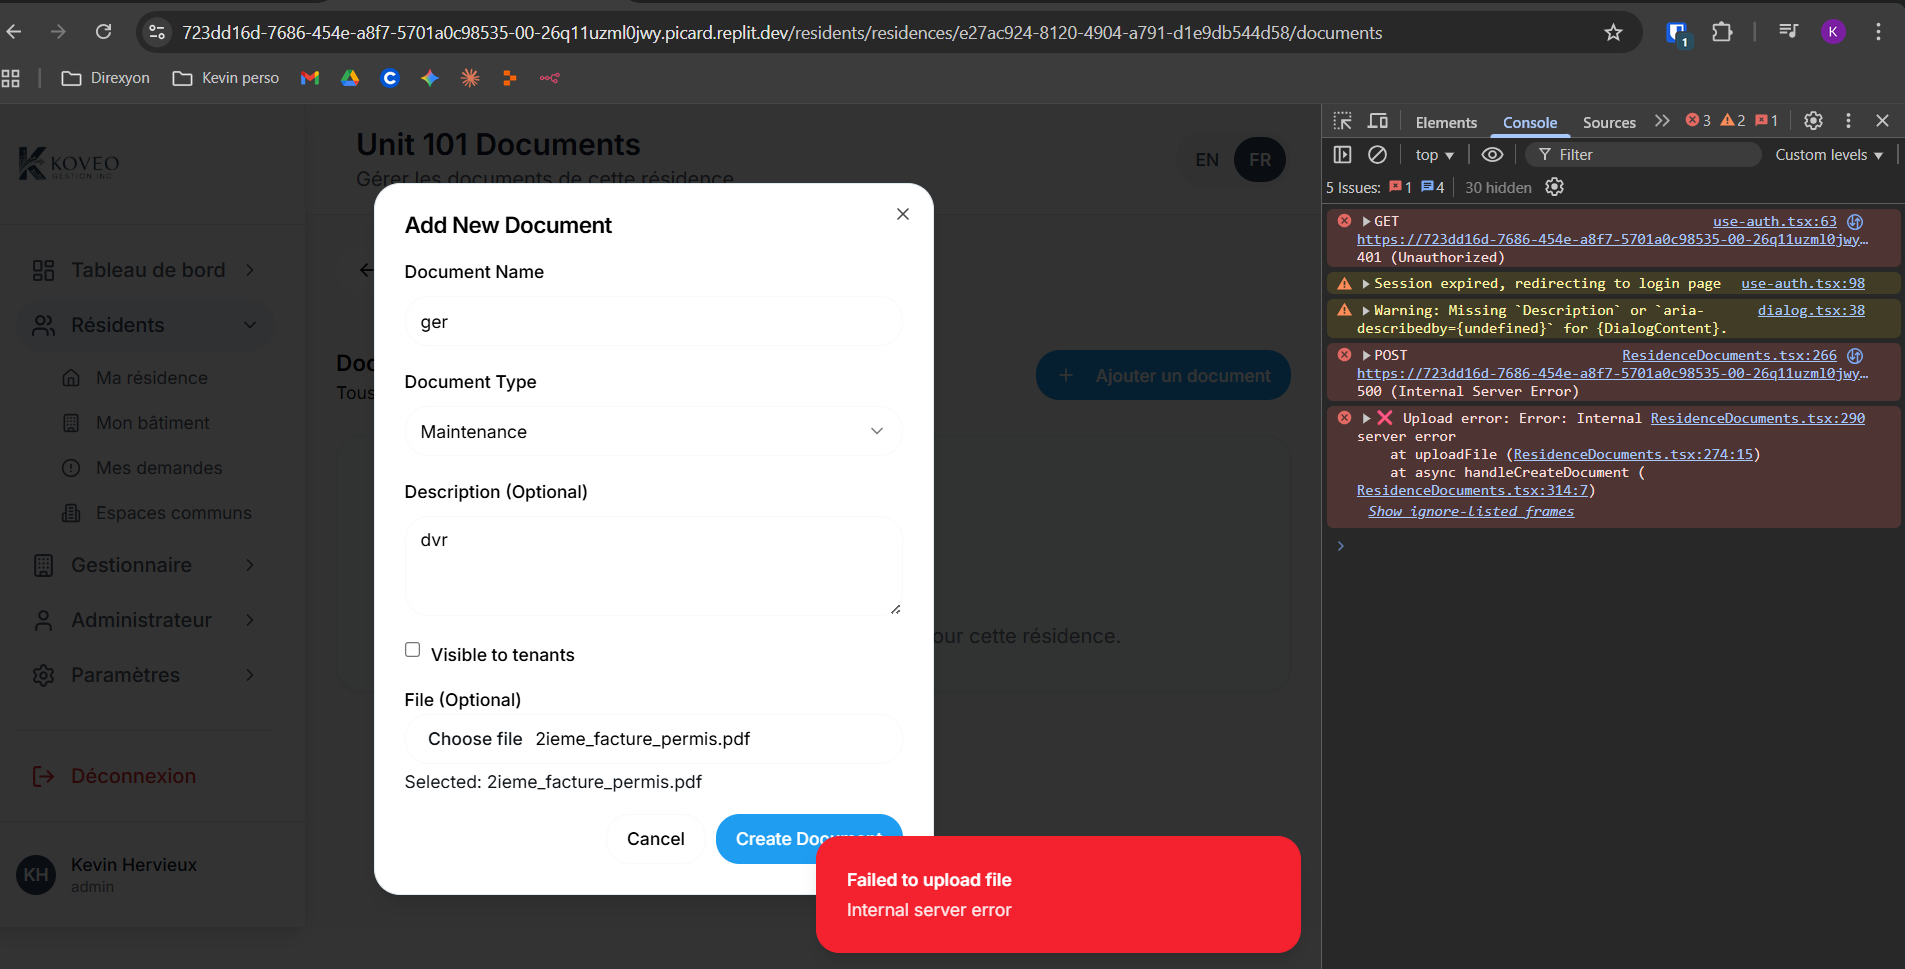 723dd16d-7686-454e-a8f7-5701a0c98535-00-26q11uzml0jwy.picard.replit.dev/residents/residences/e27ac924-8120-4904-a791-d1e9db544d58/documents
1
K
Direxyon
Kevin perso
KOVEO
GESTION INC
Tableau de bord
Résidents
Ma résidence
Mon bâtiment
Mes demandes
Espaces communs
Gestionnaire
Administrateur
Paramètres
Déconnexion
KH
Kevin Hervieux
admin
Unit 101 Documents
Gérer les documents de cette résidence
EN
FR
Doc
Tous
+ Ajouter un document
our cette résidence.
Add New Document
Document Name
ger
Document Type
Maintenance
Description (Optional)
dvr
Visible to tenants
File (Optional)
Choose file 2ieme_facture_permis.pdf
Selected: 2ieme_facture_permis.pdf
Cancel
Create Document
Failed to upload file
Internal server error
Elements
Console
Sources
3
2
1
top
Filter
Custom levels
5 Issues: 1 4
30 hidden
GET use-auth.tsx:63
https://723dd16d-7686-454e-a8f7-5701a0c98535-00-26q11uzml0jwy…
401 (Unauthorized)
Session expired, redirecting to login page use-auth.tsx:98
Warning: Missing `Description` or `aria- dialog.tsx:38
describedby={undefined}` for {DialogContent}.
POST ResidenceDocuments.tsx:266
https://723dd16d-7686-454e-a8f7-5701a0c98535-00-26q11uzml0jwy…
500 (Internal Server Error)
❌ Upload error: Error: Internal ResidenceDocuments.tsx:290
server error
at uploadFile (ResidenceDocuments.tsx:274:15)
at async handleCreateDocument (
ResidenceDocuments.tsx:314:7)
Show ignore-listed frames